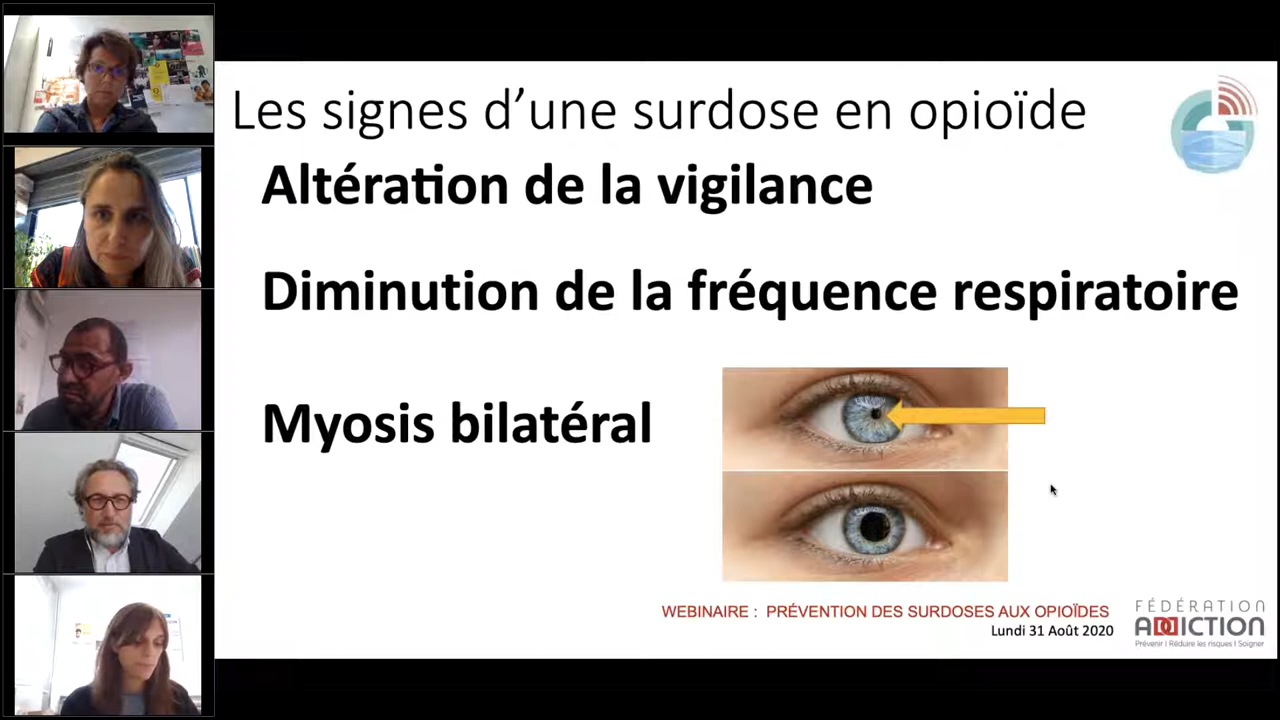 Les signes d’une surdose en opioïde
Altération de la vigilance
Diminution de la fréquence respiratoire
Myosis bilatéral
WEBINAIRE : PRÉVENTION DES SURDOSES AUX OPIOÏDES
Lundi 31 Août 2020
FÉDÉRATION
ADDICTION
Prévenir I Réduire les risques I Soigner